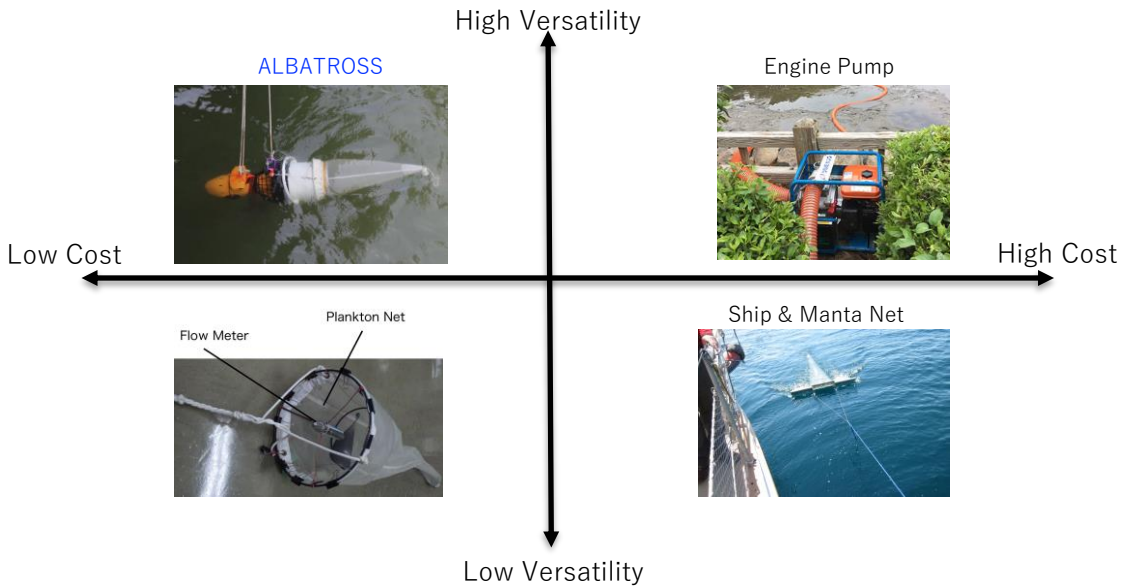 High Versatility
ALBATROSS
Engine Pump
Low Cost
High Cost
Plankton Net
Flow Meter
Ship & Manta Net
Low Versatility